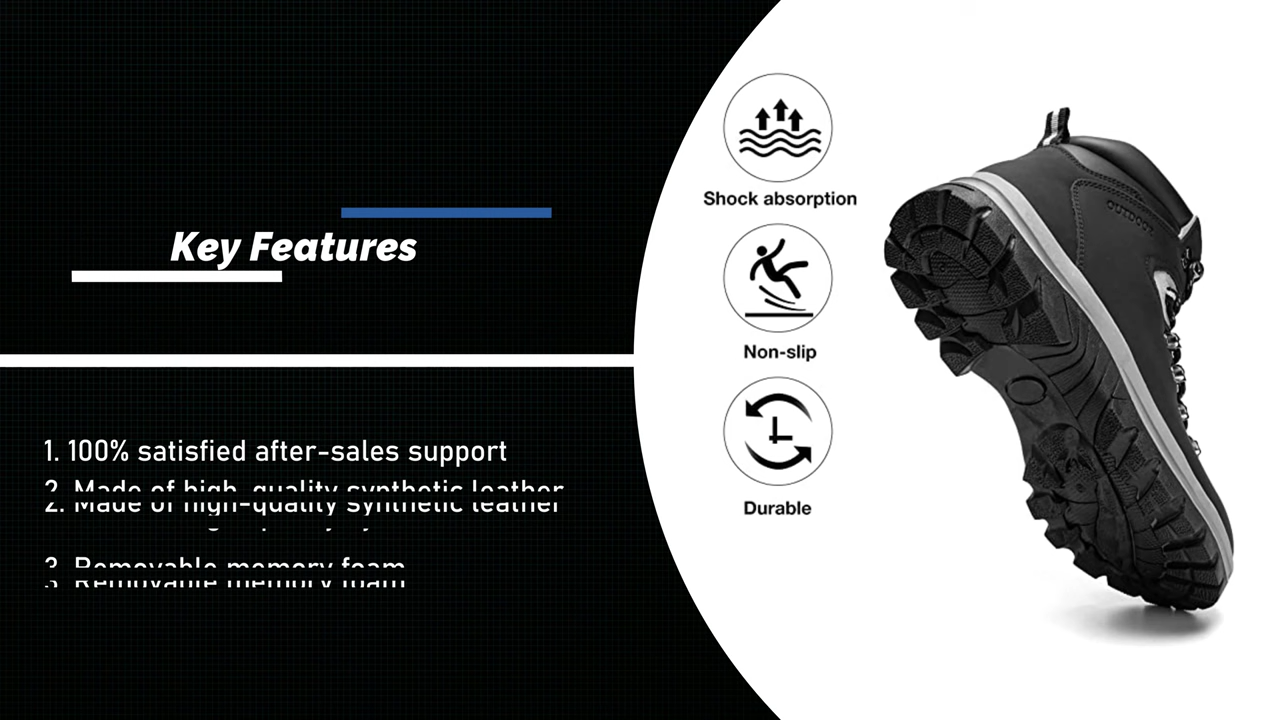 Key Features
1. 100% satisfied after-sales support
2. Made of high-quality synthetic leather
3. Removable memory foam
Shock absorption
Non-slip
Durable
OUTDOOR